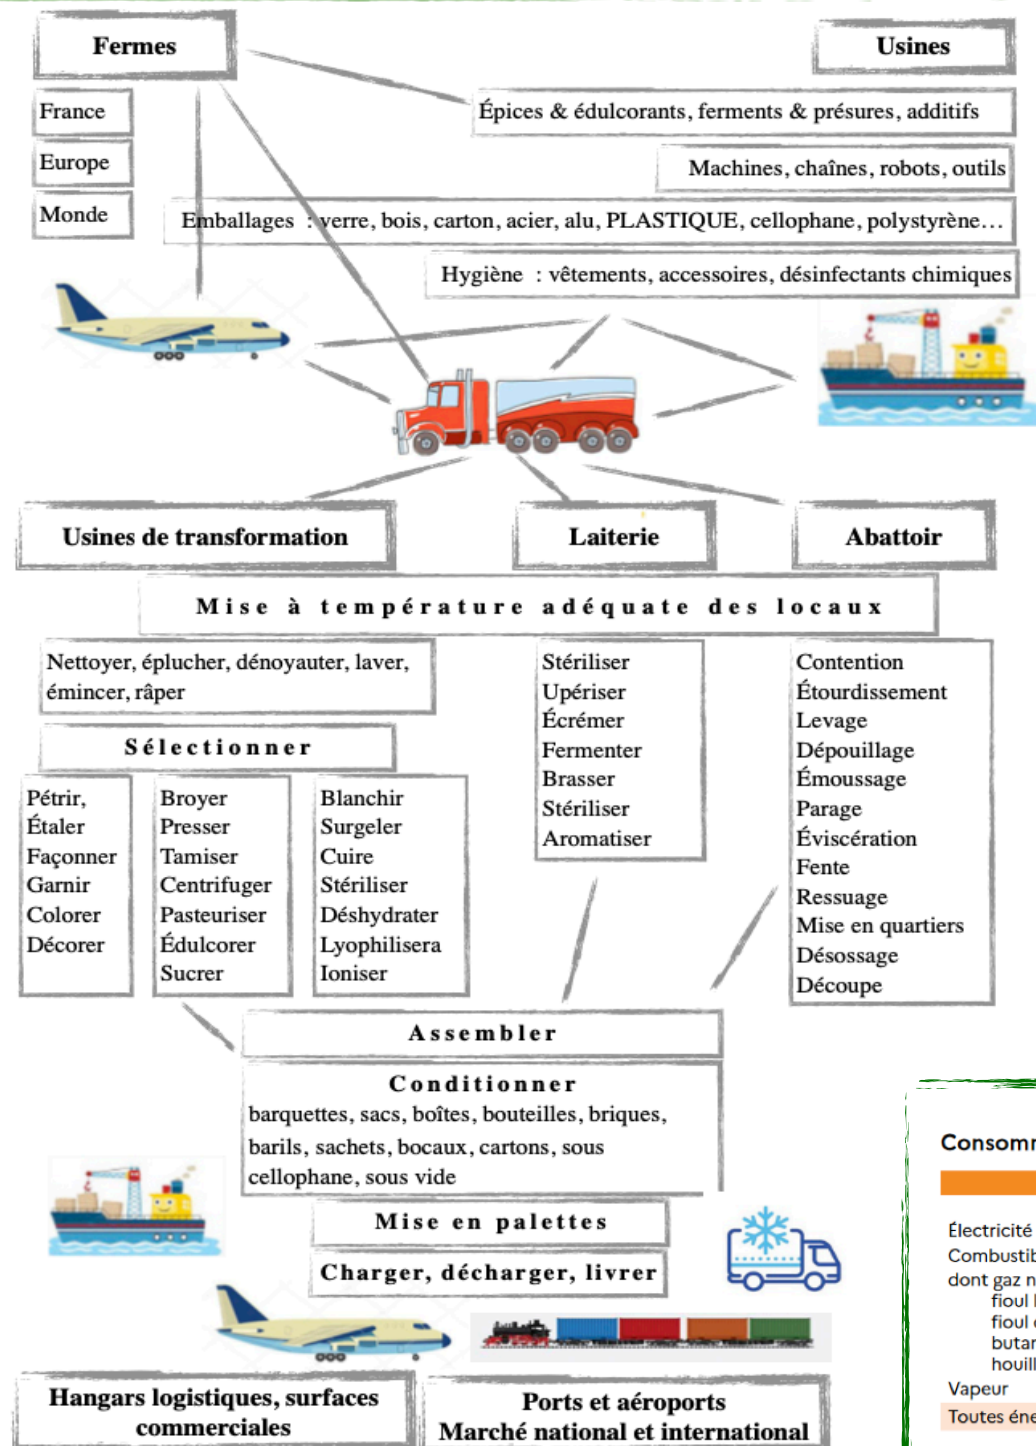 Fermes
Usines
France
Europe
Monde
Épices & édulcorants, ferments & présures, additifs
Machines, chaînes, robots, outils
Emballages : verre, bois, carton, acier, alu, PLASTIQUE, cellophane, polystyrène…
Hygiène : vêtements, accessoires, désinfectants chimiques
Usines de transformation
Laiterie
Abattoir
Mise à température adéquate des locaux
Nettoyer, éplucher, dénoyauter, laver,
émincer, râper
Sélectionner
Pétrir,
Étaler
Façonner
Garnir
Colorer
Décorer
Broyer
Presser
Tamiser
Centrifuger
Pasteuriser
Édulcorer
Sucrer
Blanchir
Surgeler
Cuire
Stériliser
Déshydrater
Lyophilisera
Ioniser
Stériliser
Upériser
Écrémer
Fermenter
Brasser
Stériliser
Aromatiser
Contention
Étourdissement
Levage
Dépouillage
Émoussage
Parage
Éviscération
Fente
Ressuage
Mise en quartiers
Désossage
Découpe
Assembler
Conditionner
barquettes, sacs, boîtes, bouteilles, briques,
barils, sachets, bocaux, cartons, sous
cellophane, sous vide
Mise en palettes
Charger, décharger, livrer
Hangars logistiques, surfaces
commerciales
Ports et aéroports
Marché national et international
Électricité
dont gaz
fioul
fioul
Vapeur
Toutes